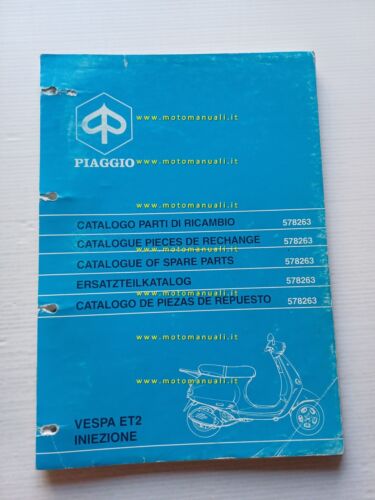 www.motomanuali.it
PIAGGIO
www.motomanuali.it
CATALOGO PARTI DI RICAMBIO 578263
CATALOGUE PIECES DE RECHANGE 578263
www.motomanuali.it
CATALOGUE OF SPARE PARTS 578263
ERSATZTEILKATALOG 578263
CATALOGO DE PIEZAS DE REPUESTO 578263
www.motomanuali.it
www.motomanuali.it
VESPA ET2
INIEZIONE